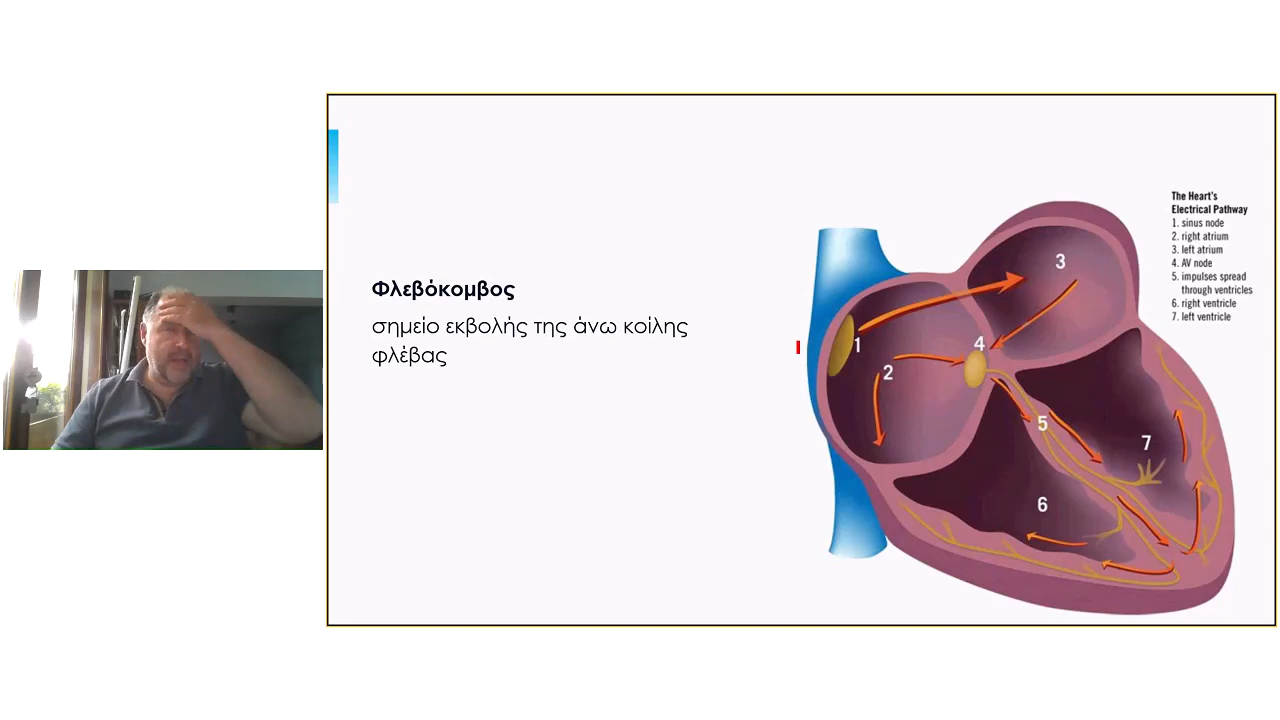 Φλεβόκομβος
σημείο εκβολής της άνω κοίλης
φλέβας
The Heart's
Electrical Pathway
1. sinus node
2. right atrium
3. left atrium
4. AV node
5. impulses spread
through ventricles
6. right ventricle
7. left ventricle
3
1
4
2
5
7
6